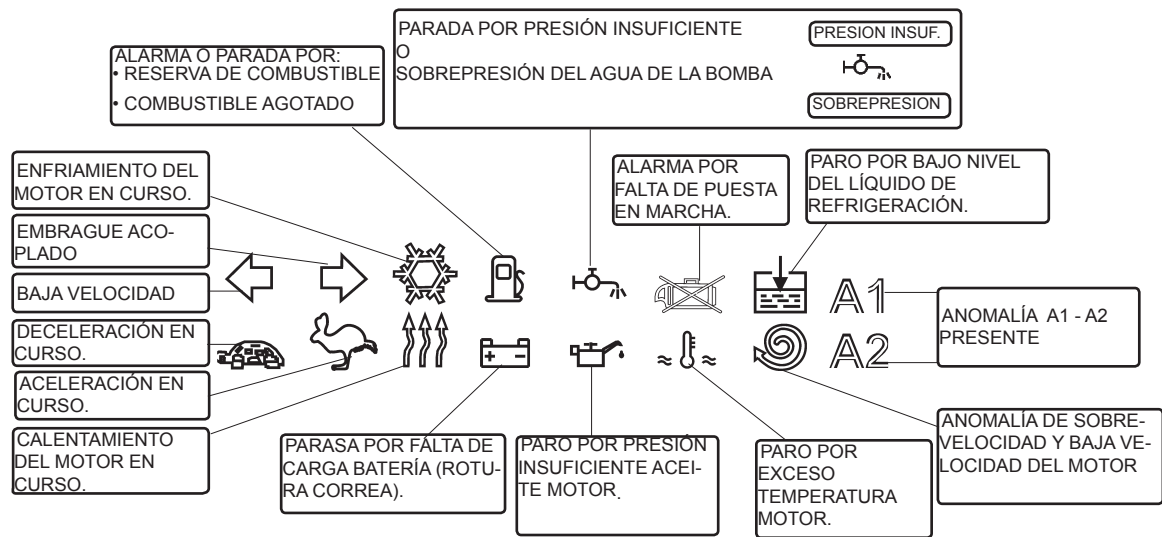 ALARMA O PARADA POR:
• RESERVA DE COMBUSTIBLE
• COMBUSTIBLE AGOTADO
PARADA POR PRESIÓN INSUFICIENTE
O
SOBREPRESIÓN DEL AGUA DE LA BOMBA
PRESION INSUF.
SOBREPRESION
ENFRIAMIENTO DEL
MOTOR EN CURSO.
EMBRAGUE ACO-
PLADO
BAJA VELOCIDAD
DECELERACIÓN EN
CURSO.
ACELERACIÓN EN
CURSO.
CALENTAMIENTO
DEL MOTOR EN
CURSO.
ALARMA POR
FALTA DE PUESTA
EN MARCHA.
PARO POR BAJO NIVEL
DEL LÍQUIDO DE
REFRIGERACIÓN.
A1
A2
ANOMALÍA A1 - A2
PRESENTE
PARASA POR FALTA DE
CARGA BATERÍA (ROTU-
RA CORREA).
PARO POR PRESIÓN
INSUFICIENTE ACEI-
TE MOTOR.
PARO POR
EXCESO
TEMPERATURA
MOTOR.
ANOMALÍA DE SOBRE-
VELOCIDAD Y BAJA VE-
LOCIDAD DEL MOTOR